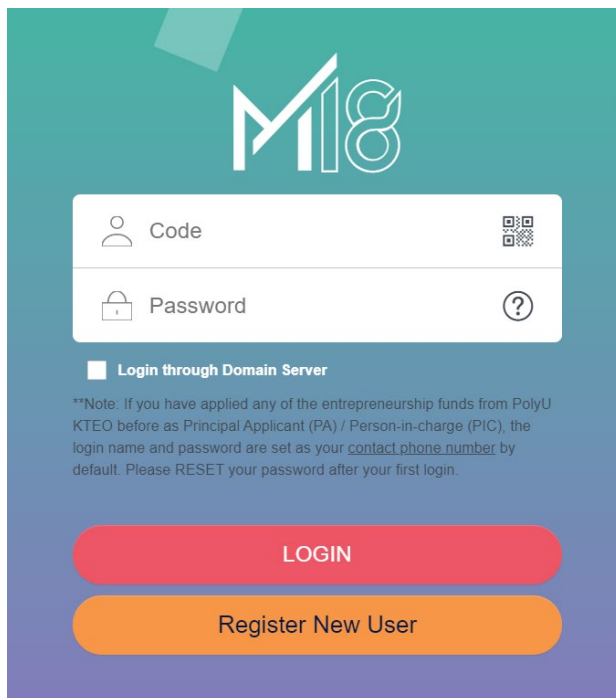 M18
Code
Password
Login through Domain Server
**Note: If you have applied any of the entrepreneurship funds from PolyU
KTEO before as Principal Applicant (PA) / Person-in-charge (PIC), the
login name and password are set as your contact phone number by
default. Please RESET your password after your first login.
LOGIN
Register New User